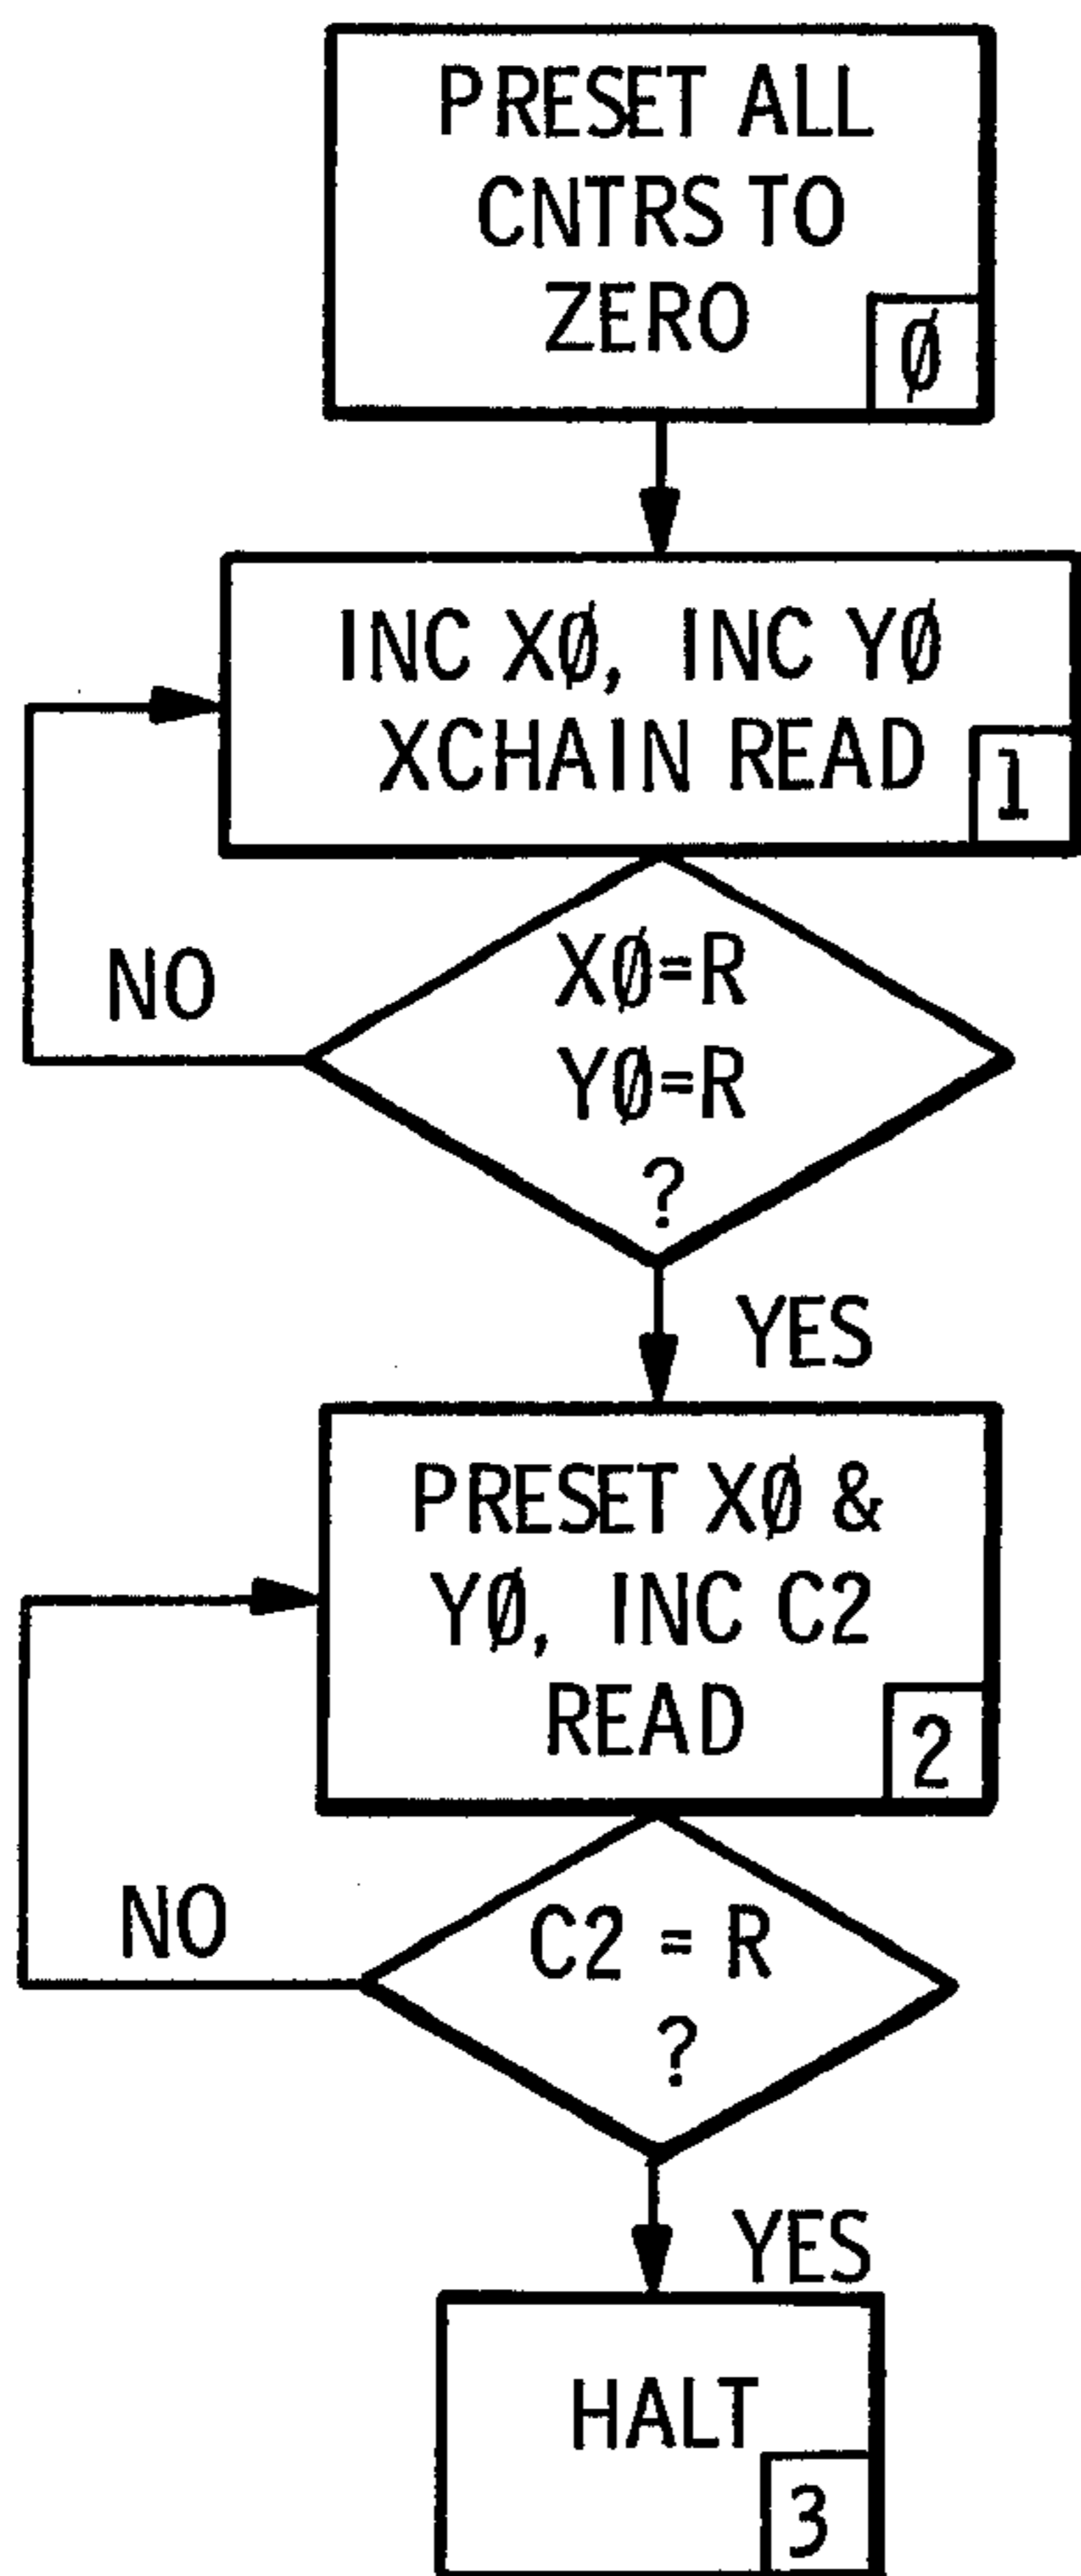 PRESET ALL
CNTRS TO
ZERO
Ø
INC XØ, INC YØ
XCHAIN READ
1
XØ=R
YØ=R
?
NO
YES
PRESET XØ &
YØ, INC C2
READ
2
C2 = R
?
NO
YES
HALT
3